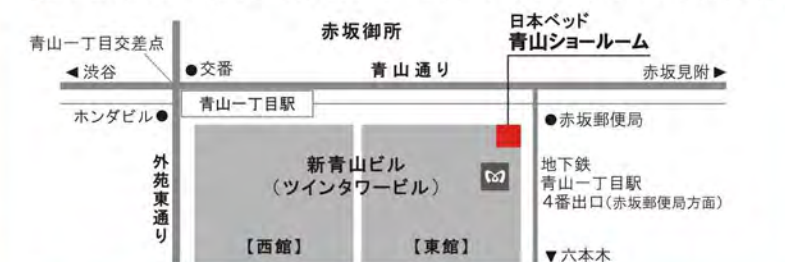 赤坂御所
日本ベッド
青山ショールーム
青山一丁目交差点
◀渋谷
●交番
青山通り
赤坂見附▶
青山一丁目駅
ホンダビル●
●赤坂郵便局
外苑東通り
新青山ビル
（ツインタワービル）
地下鉄
青山一丁目駅
4番出口(赤坂郵便局方面)
【西館】
【東館】
▼六本木